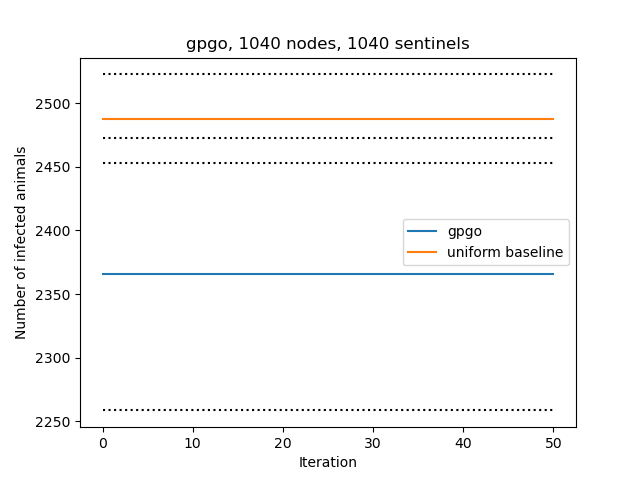 gpgo, 1040 nodes, 1040 sentinels
2500
2450
2400
2350
2300
2250
Number of infected animals
gpgo
uniform baseline
0 10 20 30 40 50
Iteration